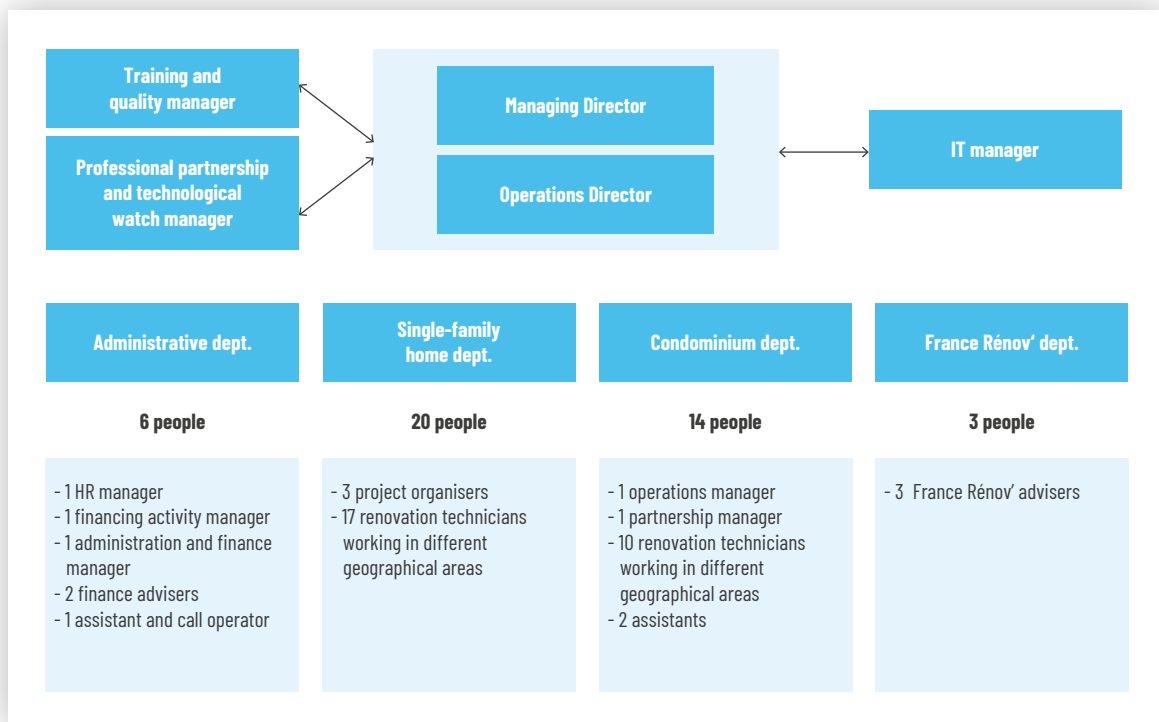 Training and
quality manager
Professional partnership
and technological
watch manager
Managing Director
Operations Director
IT manager
Administrative dept.
Single-family
home dept.
Condominium dept.
France Rénov’ dept.
6 people
20 people
14 people
3 people
- 1 HR manager
- 1 financing activity manager
- 1 administration and finance
manager
- 2 finance advisers
- 1 assistant and call operator
- 3 project organisers
- 17 renovation technicians
working in different
geographical areas
- 1 operations manager
- 1 partnership manager
- 10 renovation technicians
working in different
geographical areas
- 2 assistants
- 3 France Rénov’ advisers